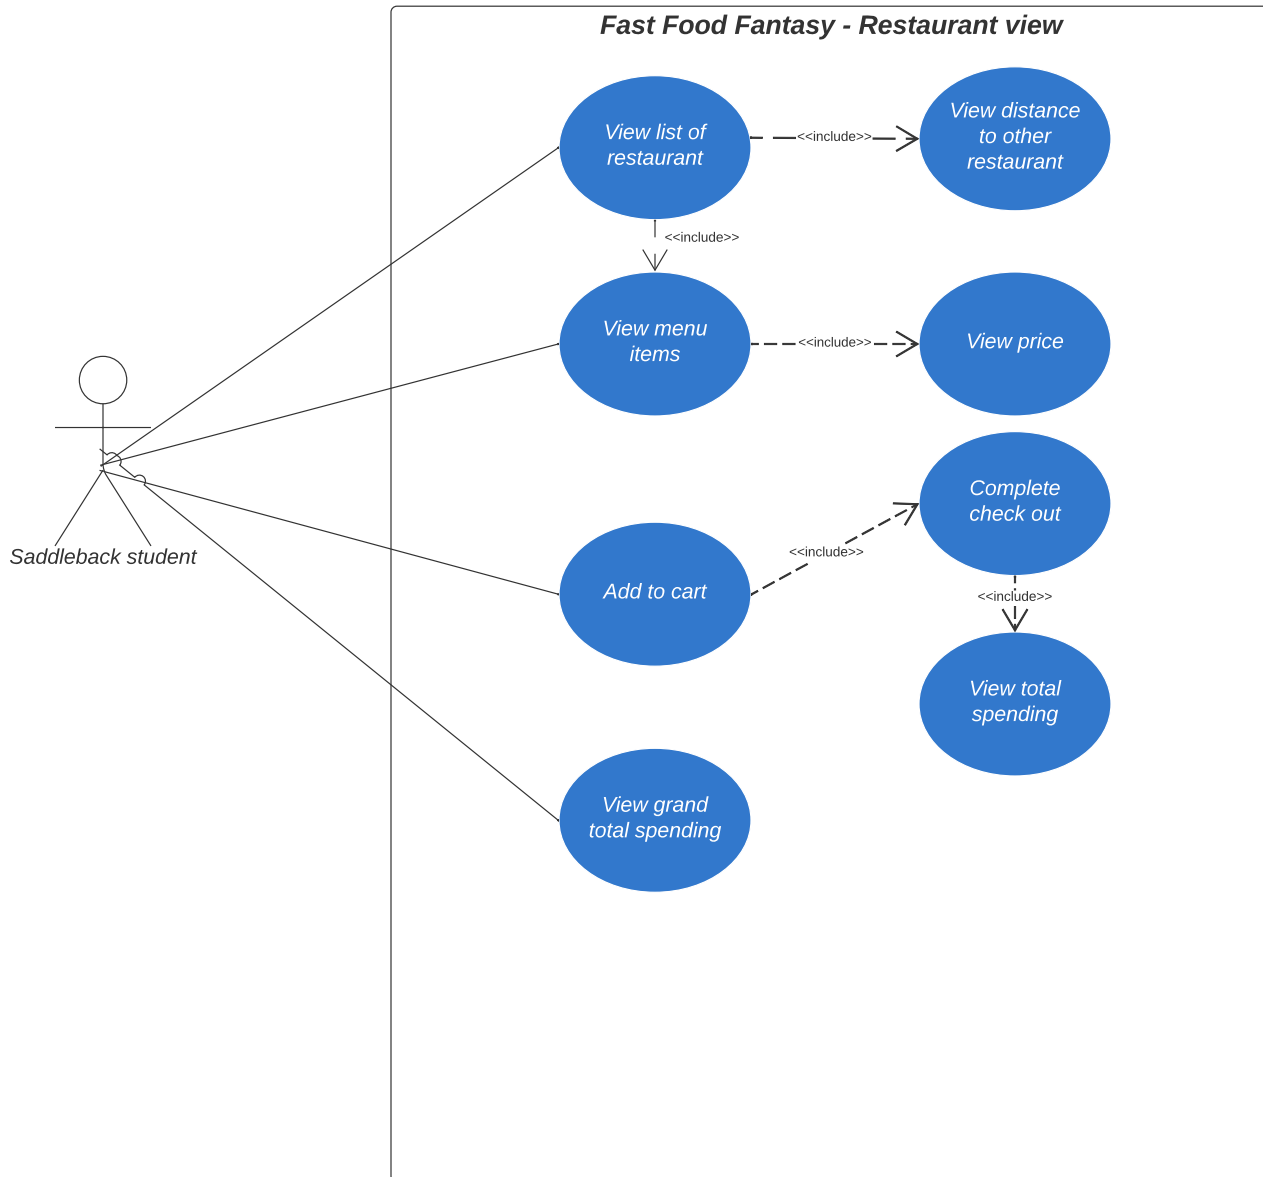 Fast Food Fantasy - Restaurant view
View list of
restaurant
<<include>>
View distance
to other
restaurant
<<include>>
View menu
items
<<include>>
View price
Saddleback student
Add to cart
<<include>>
Complete
check out
<<include>>
View total
spending
View grand
total spending